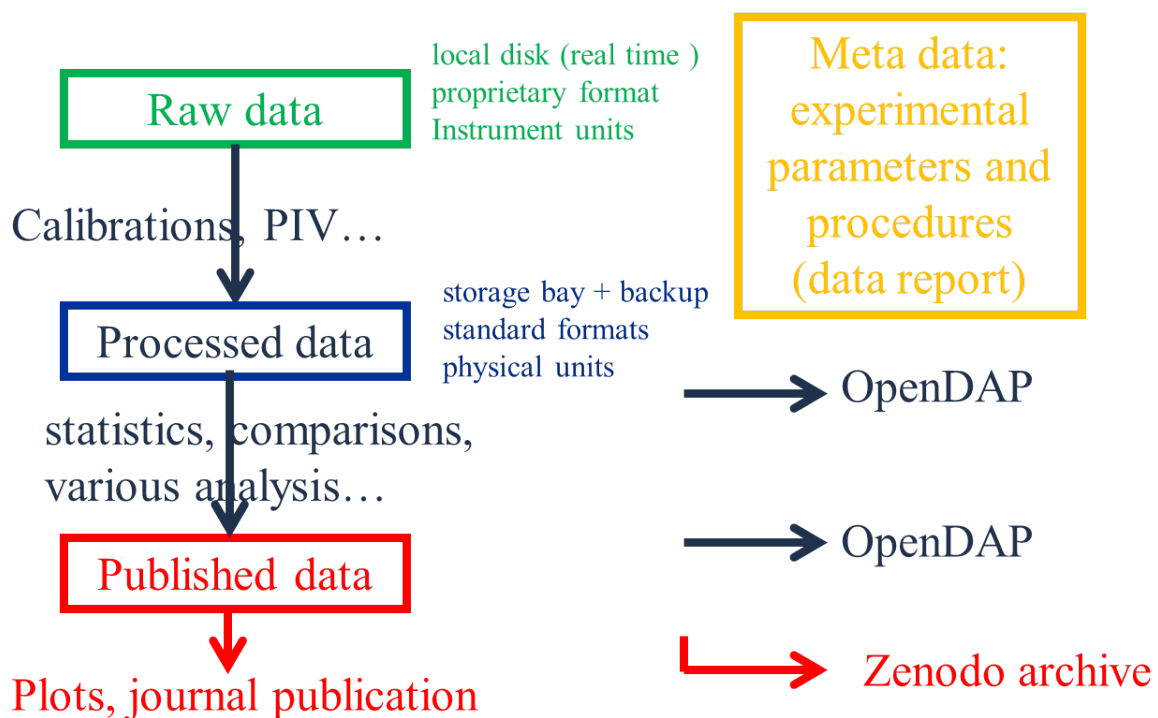 Raw data
local disk (real time )
proprietary format
Instrument units
Meta data:
experimental
parameters and
procedures
(data report)
Calibrations, PIV…
Processed data
storage bay + backup
standard formats
physical units
OpenDAP
statistics, comparisons,
various analysis…
OpenDAP
Published data
Zenodo archive
Plots, journal publication